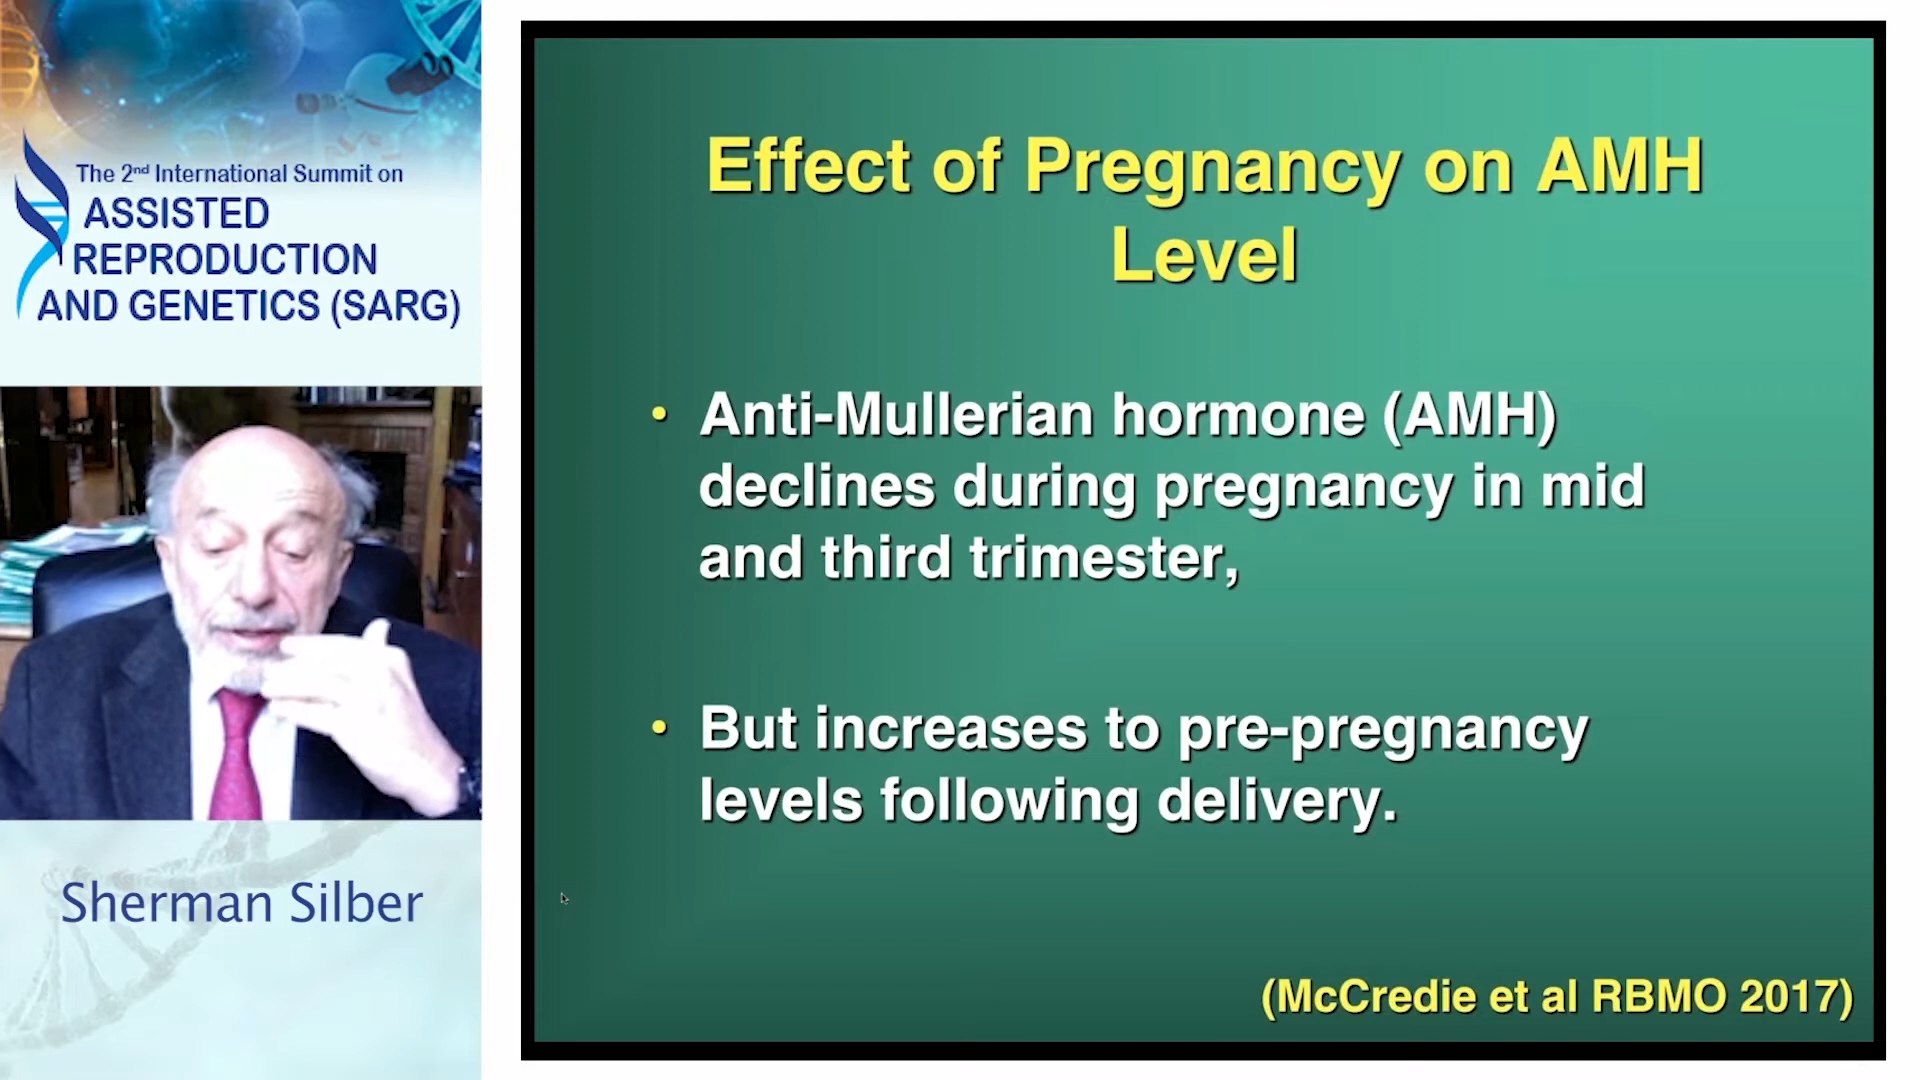 The 2nd International Summit on
ASSISTED
REPRODUCTION
AND GENETICS (SARG)
Sherman Silber
Effect of Pregnancy on AMH
Level
• Anti-Mullerian hormone (AMH)
declines during pregnancy in mid
and third trimester,
• But increases to pre-pregnancy
levels following delivery.
(McCredie et al RBMO 2017)